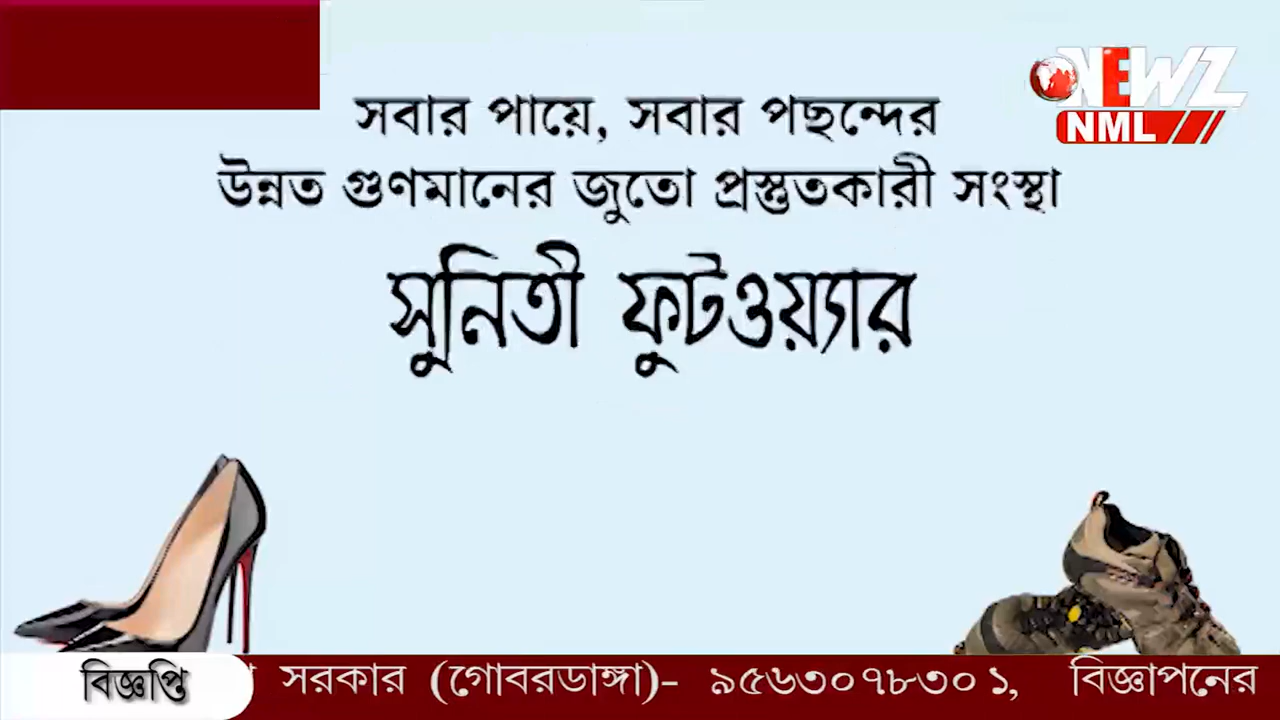 NEWZ
NML
সবার পায়ে, সবার পছন্দের
উন্নত গুণমানের জুতো প্রস্তুতকারী সংস্থা
সুনিতী ফুটওয়্যার
বিজ্ঞপ্তি
সরকার (গোবরডাঙ্গা)- ৯৫৬৩০৭৮৩০১, বিজ্ঞাপনের